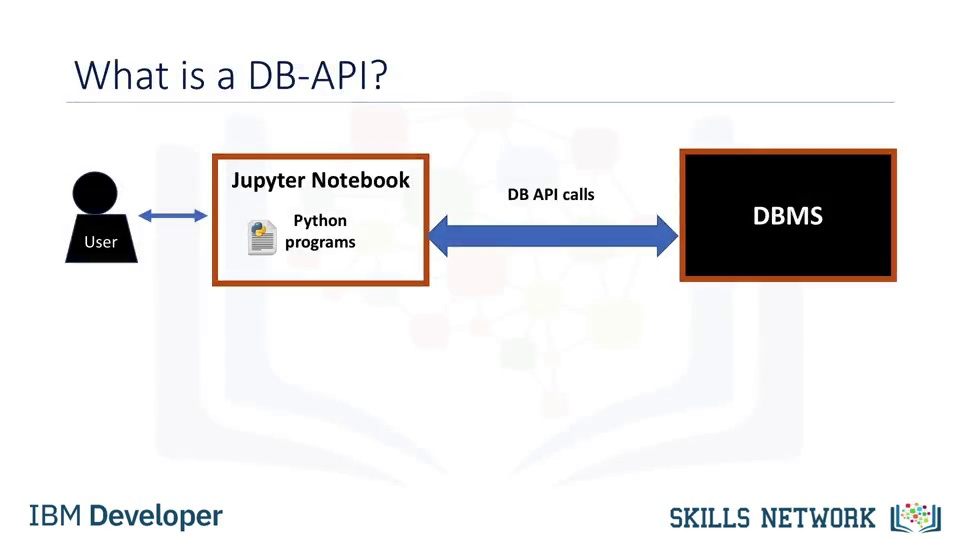 What is a DB-API?
User
Jupyter Notebook
Python
programs
DB API calls
DBMS
IBM Developer
SKILLS NETWORK